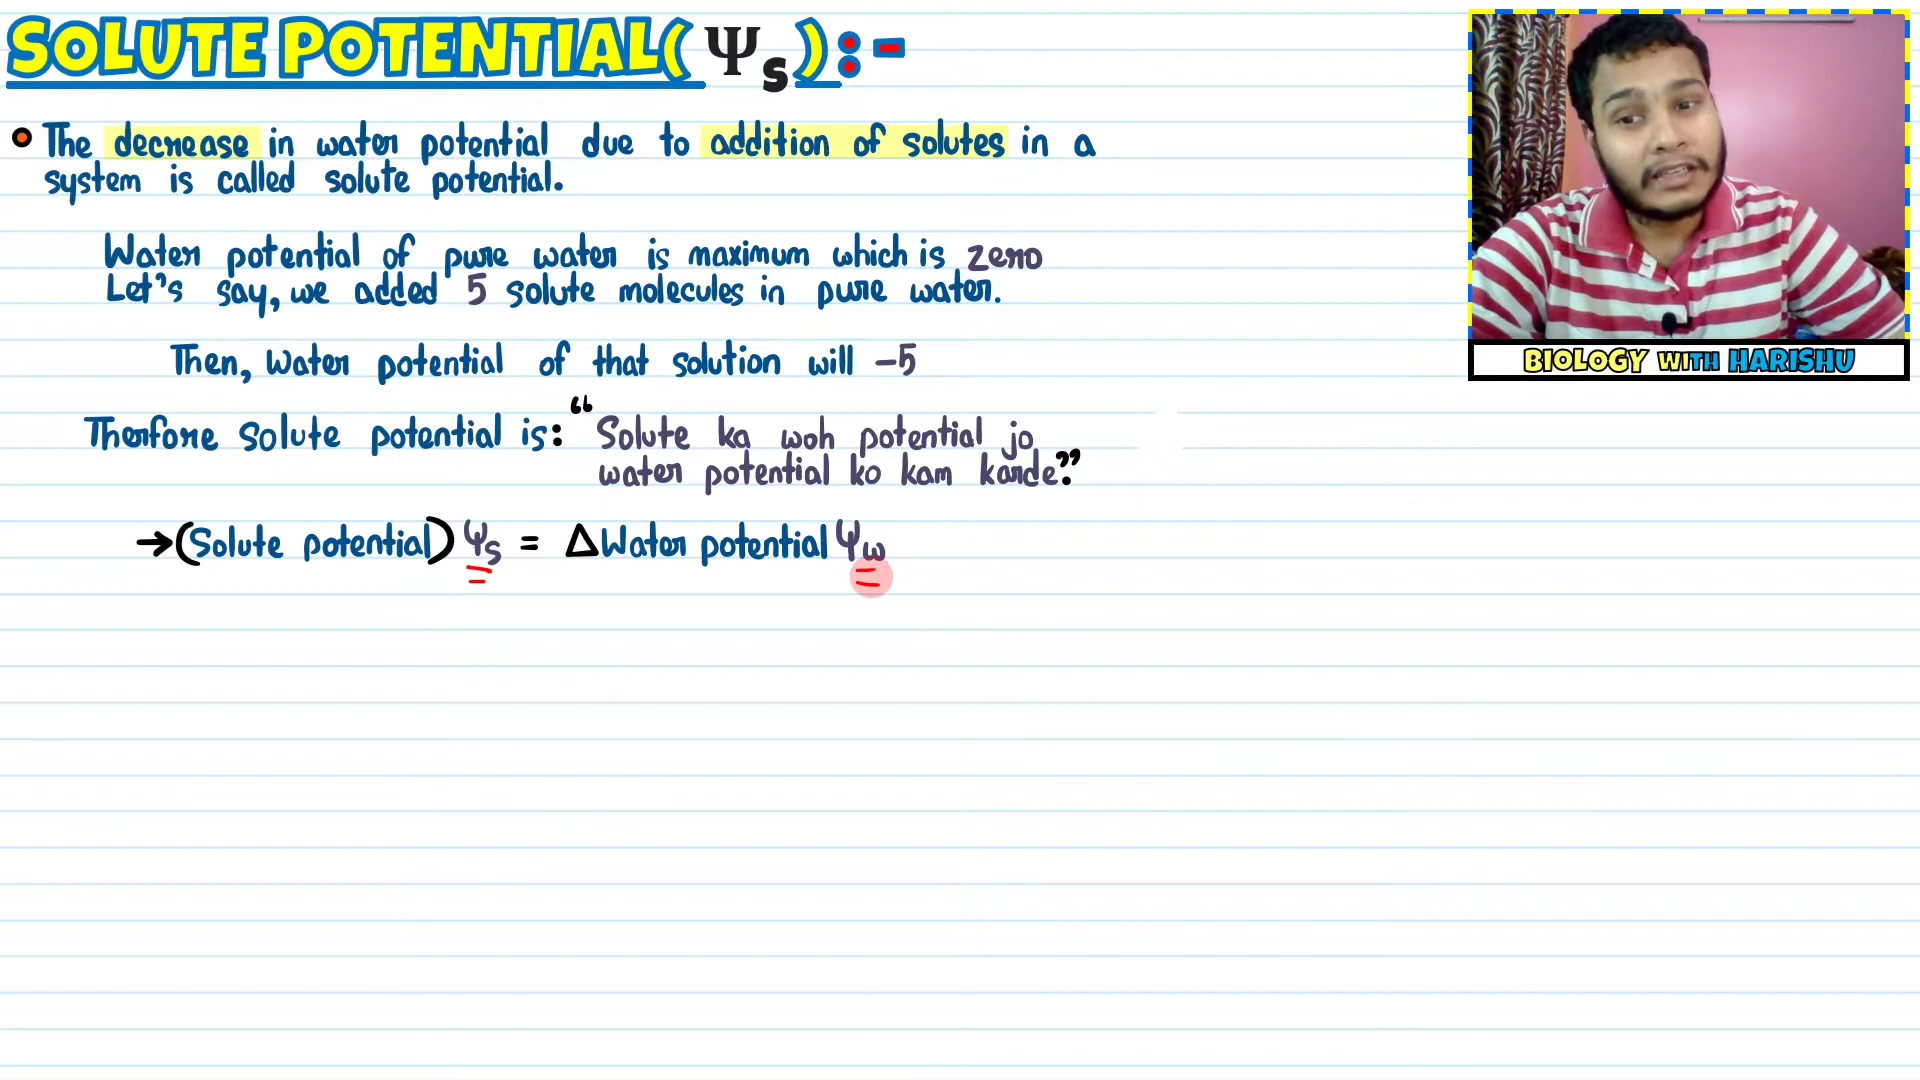 SOLUTE POTENTIAL( Ψs ):-
• The decrease in water potential due to addition of solutes in a
system is called solute potential.
Water potential of pure water is maximum which is zero
Let's say, we added 5 solute molecules in pure water.
Then, Water potential of that solution will -5
Therfore Solute potential is: "Solute ka woh potential jo
water potential ko kam karde."
→(Solute potential) Ψs = ΔWater potential Ψw
BIOLOGY WITH HARISHU